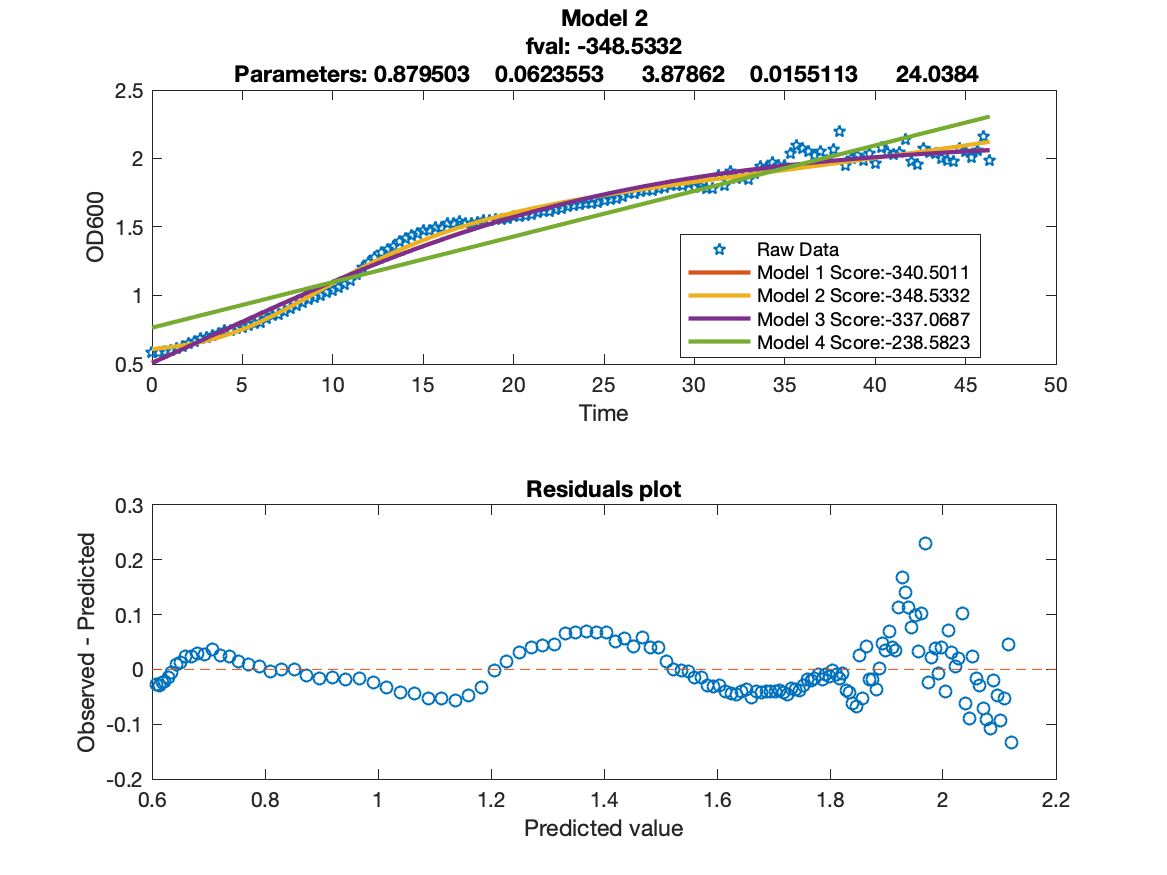 Model 2
fval: -348.5332
Parameters: 0.879503 0.0623553 3.87862 0.0155113 24.0384
2.5
2
1.5
1
0.5
OD600
Raw Data
Model 1 Score:-340.5011
Model 2 Score:-348.5332
Model 3 Score:-337.0687
Model 4 Score:-238.5823
0 5 10 15 20 25 30 35 40 45 50
Time
Residuals plot
0.3
0.2
0.1
0
-0.1
-0.2
Observed - Predicted
0.6 0.8 1 1.2 1.4 1.6 1.8 2 2.2
Predicted value